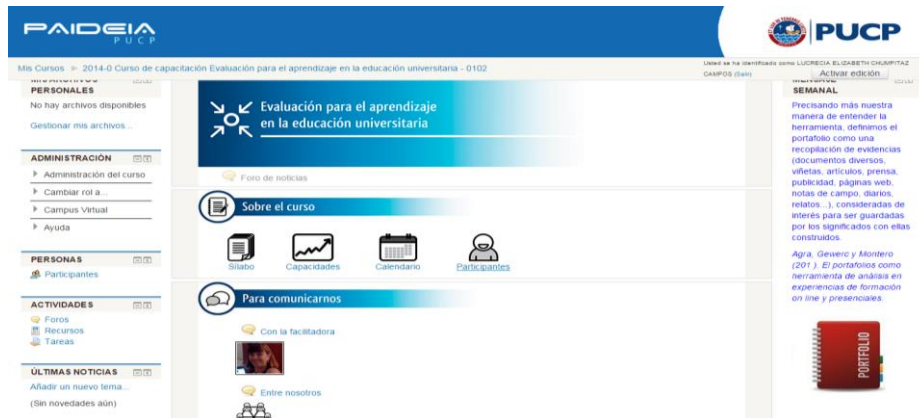 PAIDEIA
PUCP
PUCP
Mis Cursos ► 2014-0 Curso de capacitación Evaluación para el aprendizaje en la educación universitaria - 0102
Usted se ha identificado como LUCRECIA ELIZABETH CHUMPITAZ
CAMPOS (Salir)
Activar edición
MIS ARCHIVOS
PERSONALES
No hay archivos disponibles
Gestionar mis archivos...
ADMINISTRACIÓN
Administración del curso
Cambiar rol a...
Campus Virtual
Ayuda
PERSONAS
Participantes
ACTIVIDADES
Foros
Recursos
Tareas
ÚLTIMAS NOTICIAS
Añadir un nuevo tema...
(Sin novedades aún)
Evaluación para el aprendizaje
en la educación universitaria
Foro de noticias
Sobre el curso
Sílabo
Capacidades
Calendario
Participantes
Para comunicarnos
Con la facilitadora
Entre nosotros
MENSAJE
SEMANAL
Precisando más nuestra
manera de entender la
herramienta, definimos el
portafolio como una
recopilación de evidencias
(documentos diversos,
viñetas, artículos, prensa,
publicidad, páginas web,
notas de campo, diarios,
relatos...), consideradas de
interés para ser guardadas
por los significados con ellas
construidos.
Agra, Gewerc y Montero
(201 ). El portafolios como
herramienta de análisis en
experiencias de formación
on line y presenciales.
PORTFOLIO